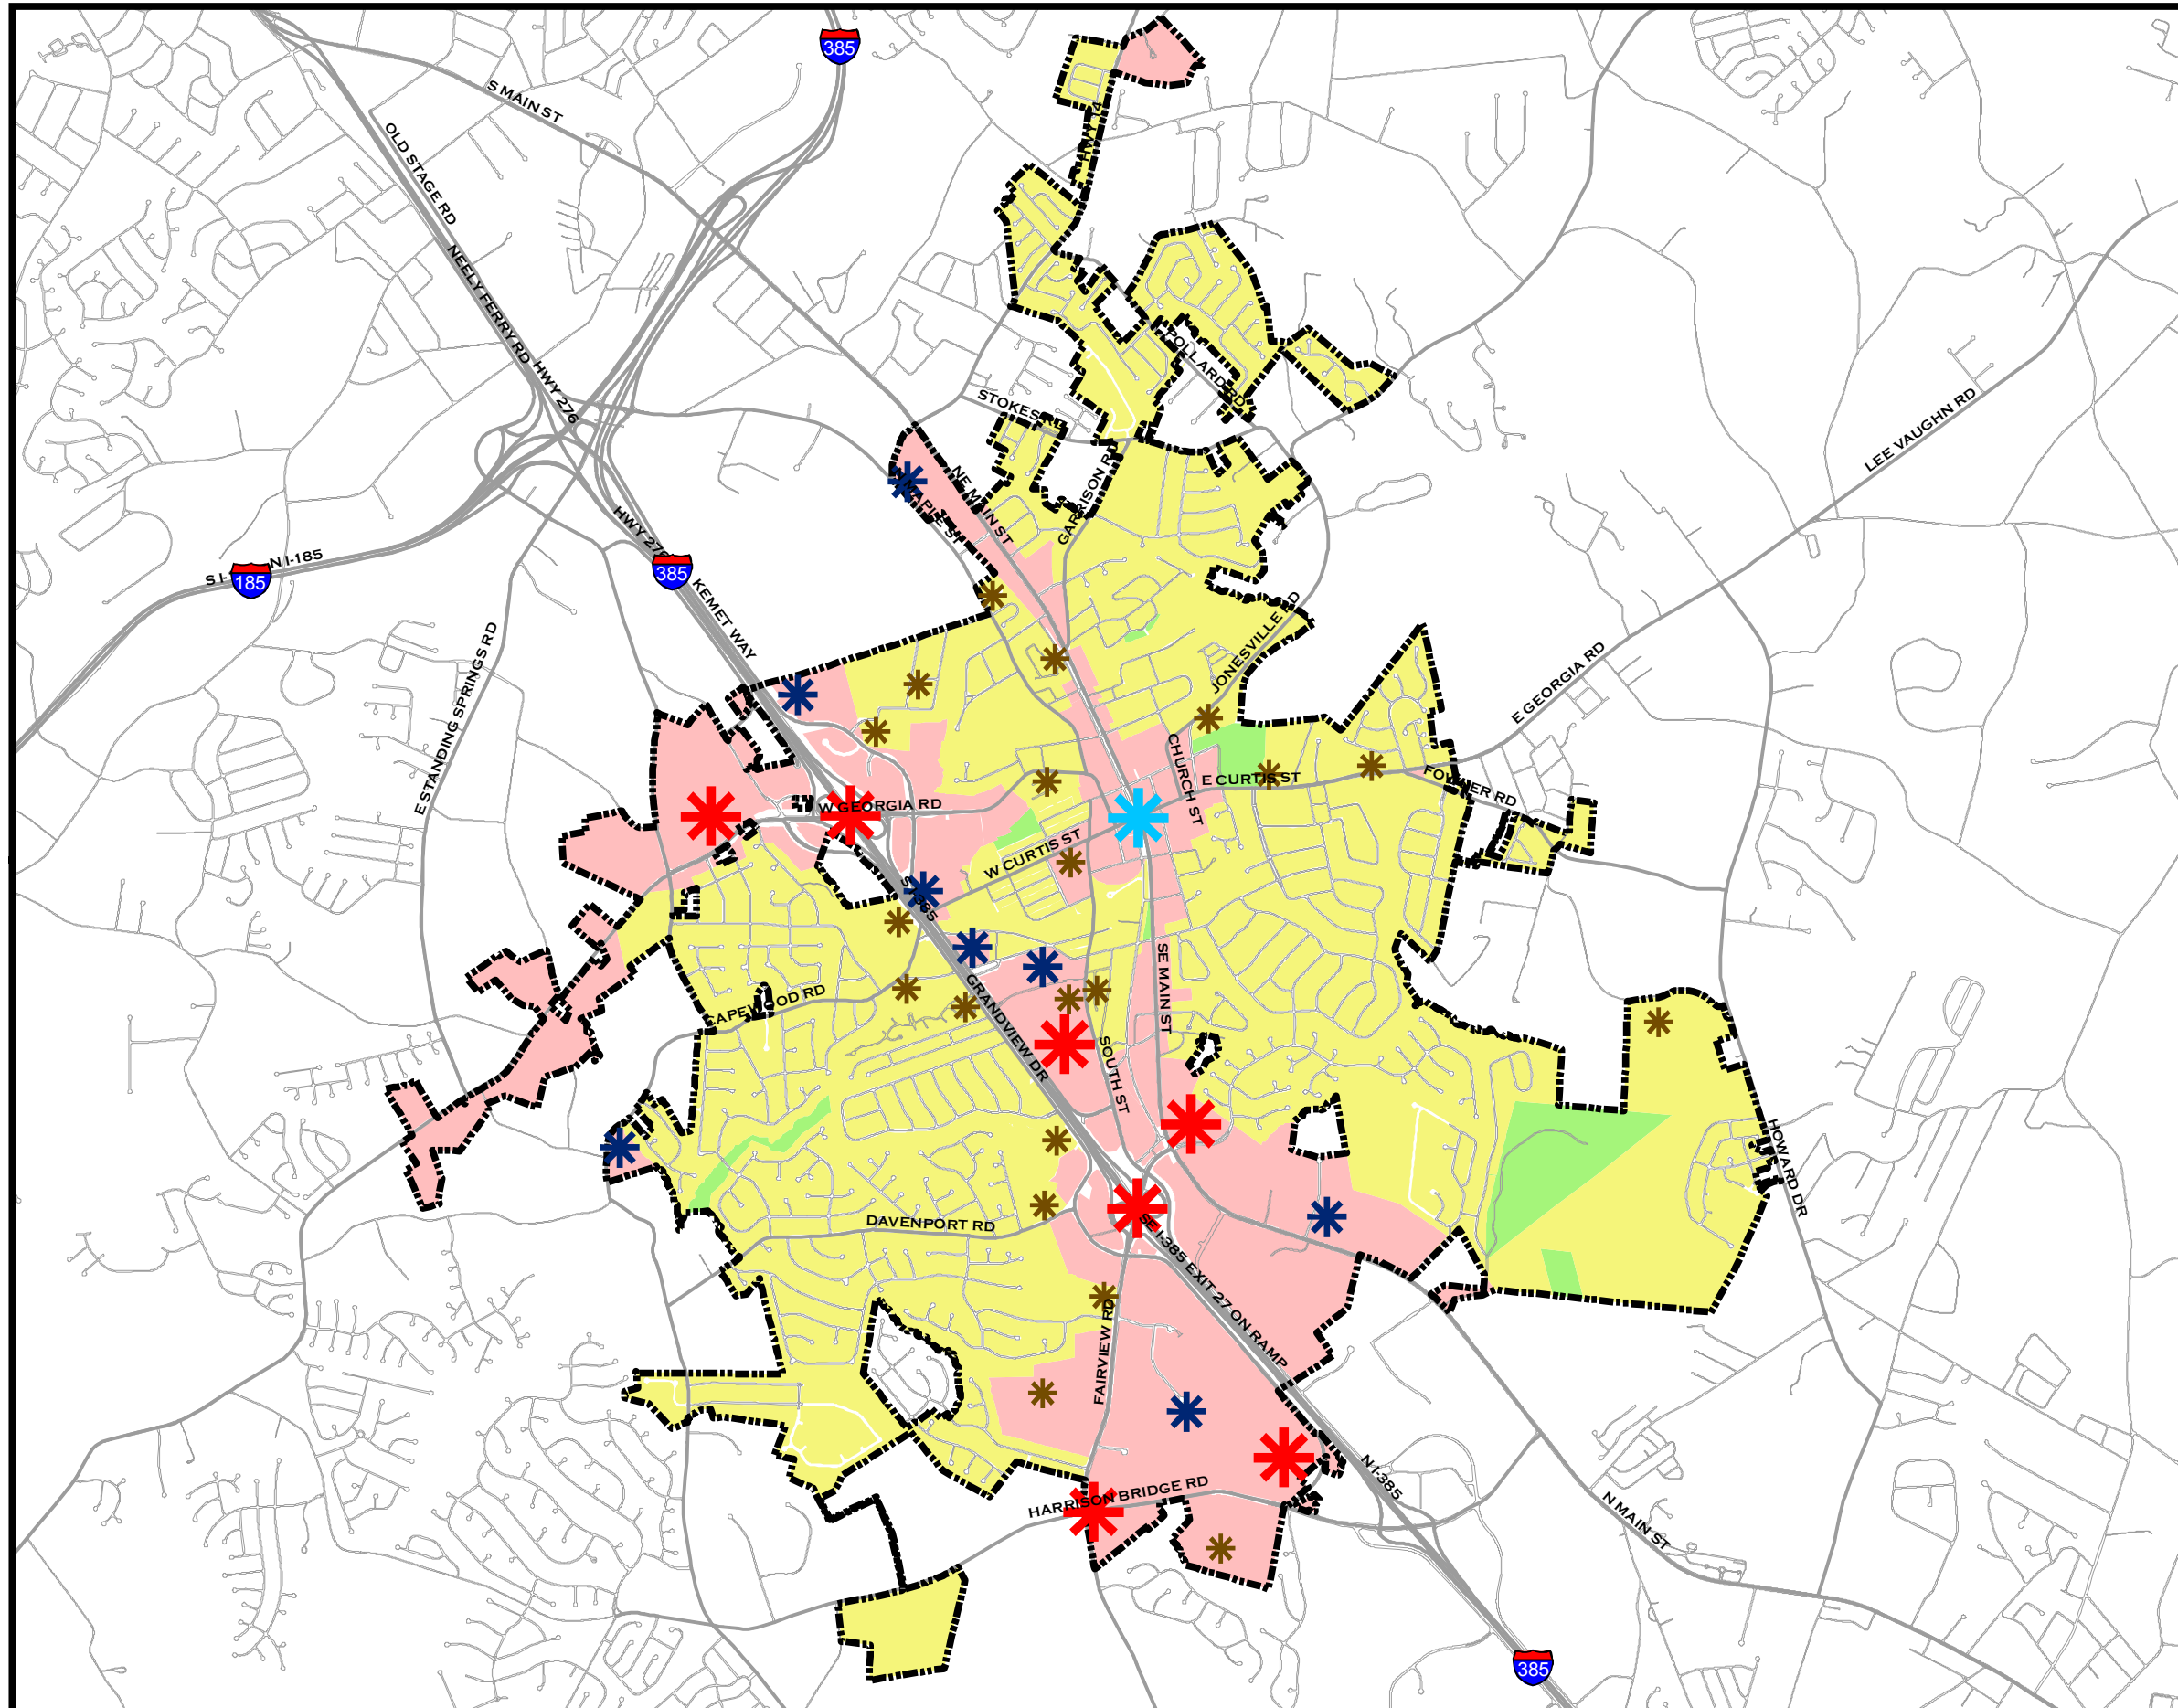 385
S MAIN ST
OLD STAGE RD
HWY 14
NEELY FERRY RD
HWY 276
POLLARD RD
STOKES RD
LEE VAUGHN RD
NE MAIN ST
GARRISON RD
MAPLE ST
HWY 276
N I-185
S I-
185
385
KEMET WAY
JONESVILLE RD
E STANDING SPRINGS RD
E GEORGIA RD
CHURCH ST
E CURTIS ST
FOWLER RD
W GEORGIA RD
W CURTIS ST
S I-385
SE MAIN ST
CAPEWOOD RD
GRANDVIEW DR
SOUTH ST
HOWARD DR
DAVENPORT RD
SE I-385 EXIT 27 ON RAMP
FAIRVIEW RD
N I-385
HARRISON BRIDGE RD
N MAIN ST
385